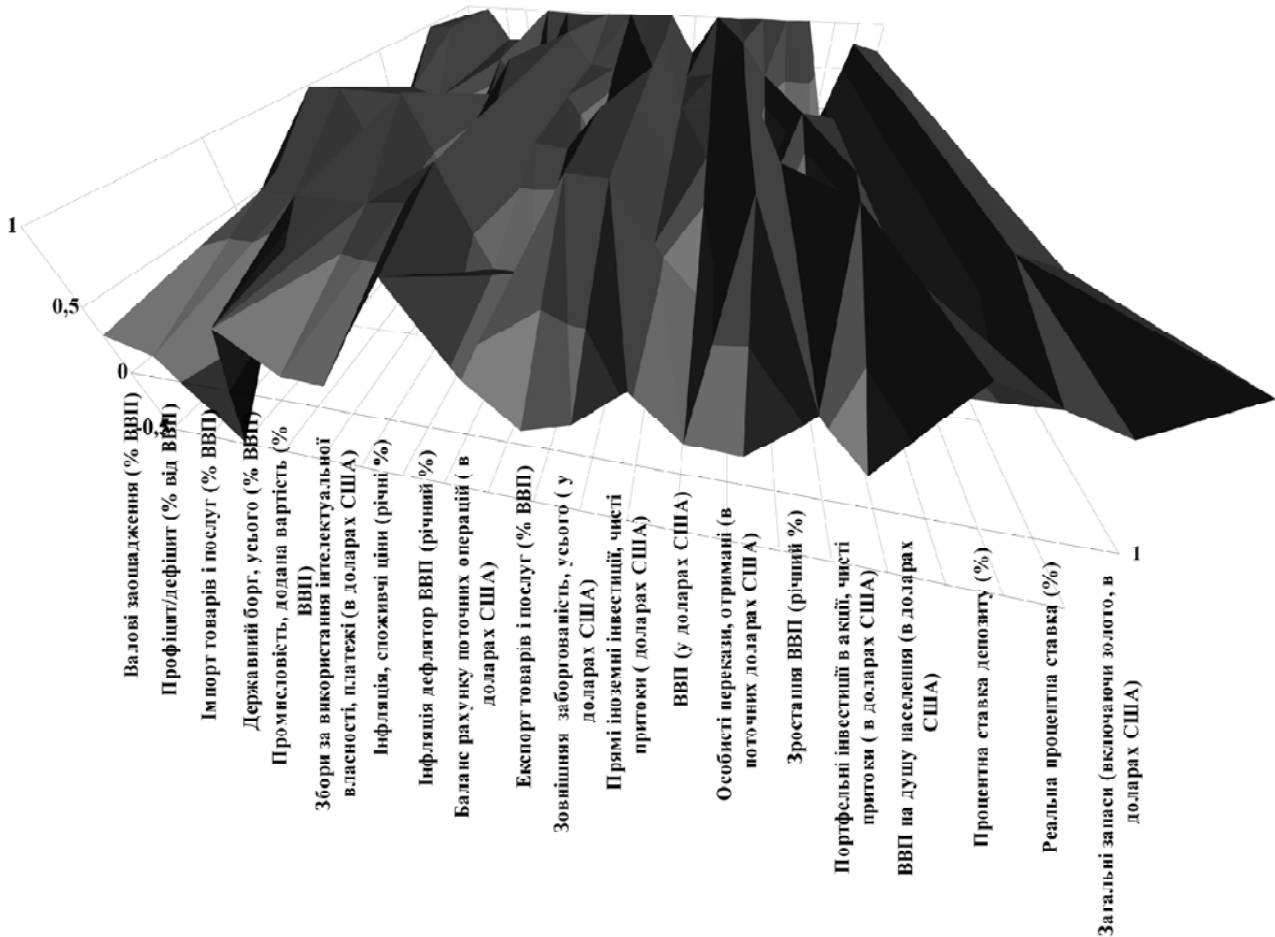 1
0,5
0
-0,5
1
Валові заощадження (% ВВП)
Профіцит/дефіцит (% від ВВП)
Імпорт товарів і послуг (% ВВП)
Державний борг, усього (% ВВП)
Промисловість, додана вартість (%
ВВП)
Збори за використання інтелектуальної
власності, платежі (в доларах США)
Інфляція, споживчі ціни (річні %)
Інфляція дефлятор ВВП (річний %)
Баланс рахунку поточних операцій ( в
доларах США)
Експорт товарів і послуг (% ВВП)
Зовнішния заборгованість, усього ( у
доларах США)
Прямі іноземні інвестиції, чисті
притоки ( доларах США)
ВВП (у доларах США)
Особисті перекази, отримані (в
поточних доларах США)
Зростання ВВП (річний %)
Портфельні інвестиції в акції, чисті
притоки ( в доларах США)
ВВП на душу населення (в доларах
США)
Процентна ставка депозиту (%)
Реальна процентна ставка (%)
Загальні запаси (включаючи золото, в
доларах США)